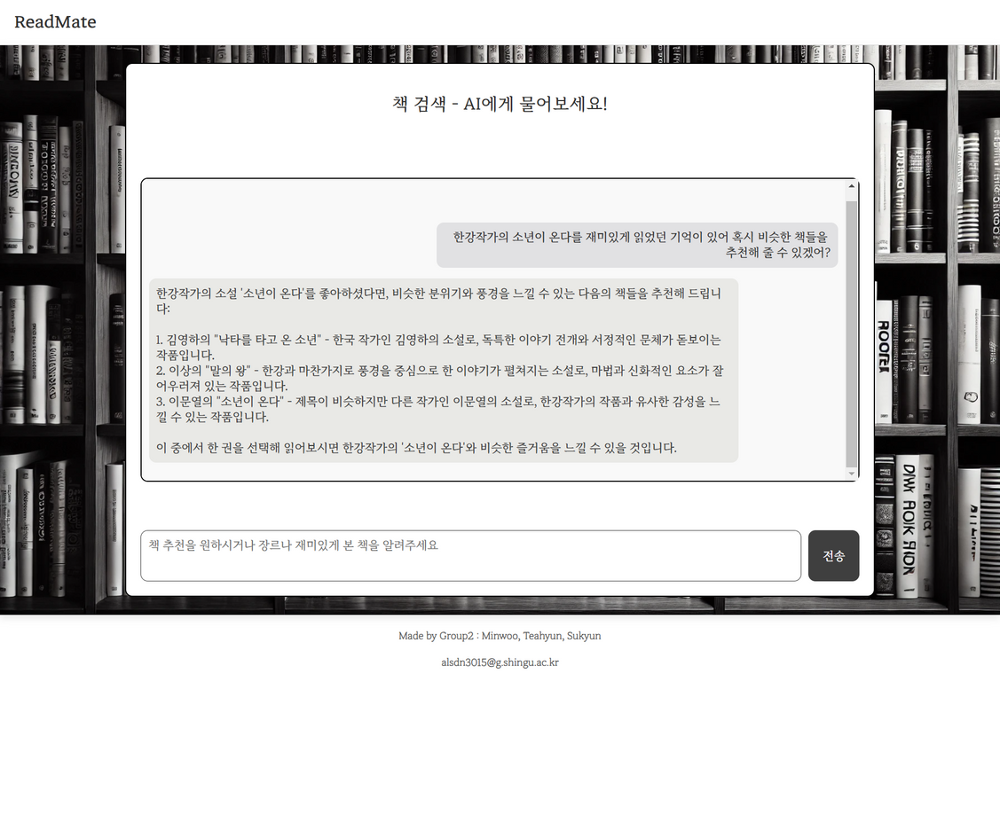 ReadMate
책 검색 - AI에게 물어보세요!
한강작가의 소년이 온다를 재미있게 읽었던 기억이 있어 혹시 비슷한 책들을
추천해 줄 수 있겠어?
한강작가의 소설 '소년이 온다'를 좋아하셨다면, 비슷한 분위기와 풍경을 느낄 수 있는 다음의 책들을 추천해 드립니
다:
1. 김영하의 "낙타를 타고 온 소년" - 한국 작가인 김영하의 소설로, 독특한 이야기 전개와 서정적인 문체가 돋보이는
작품입니다.
2. 이상의 "말의 왕" - 한강과 마찬가지로 풍경을 중심으로 한 이야기가 펼쳐지는 소설로, 마법과 신화적인 요소가 잘
어우러져 있는 작품입니다.
3. 이문열의 "소년이 온다" - 제목이 비슷하지만 다른 작가인 이문열의 소설로, 한강작가의 작품과 유사한 감성을 느
낄 수 있는 작품입니다.
이 중에서 한 권을 선택해 읽어보시면 한강작가의 '소년이 온다'와 비슷한 즐거움을 느낄 수 있을 것입니다.
책 추천을 원하시거나 장르나 재미있게 본 책을 알려주세요
전송
Made by Group2 : Minwoo, Teahyun, Sukyun
alsdn3015@g.shingu.ac.kr